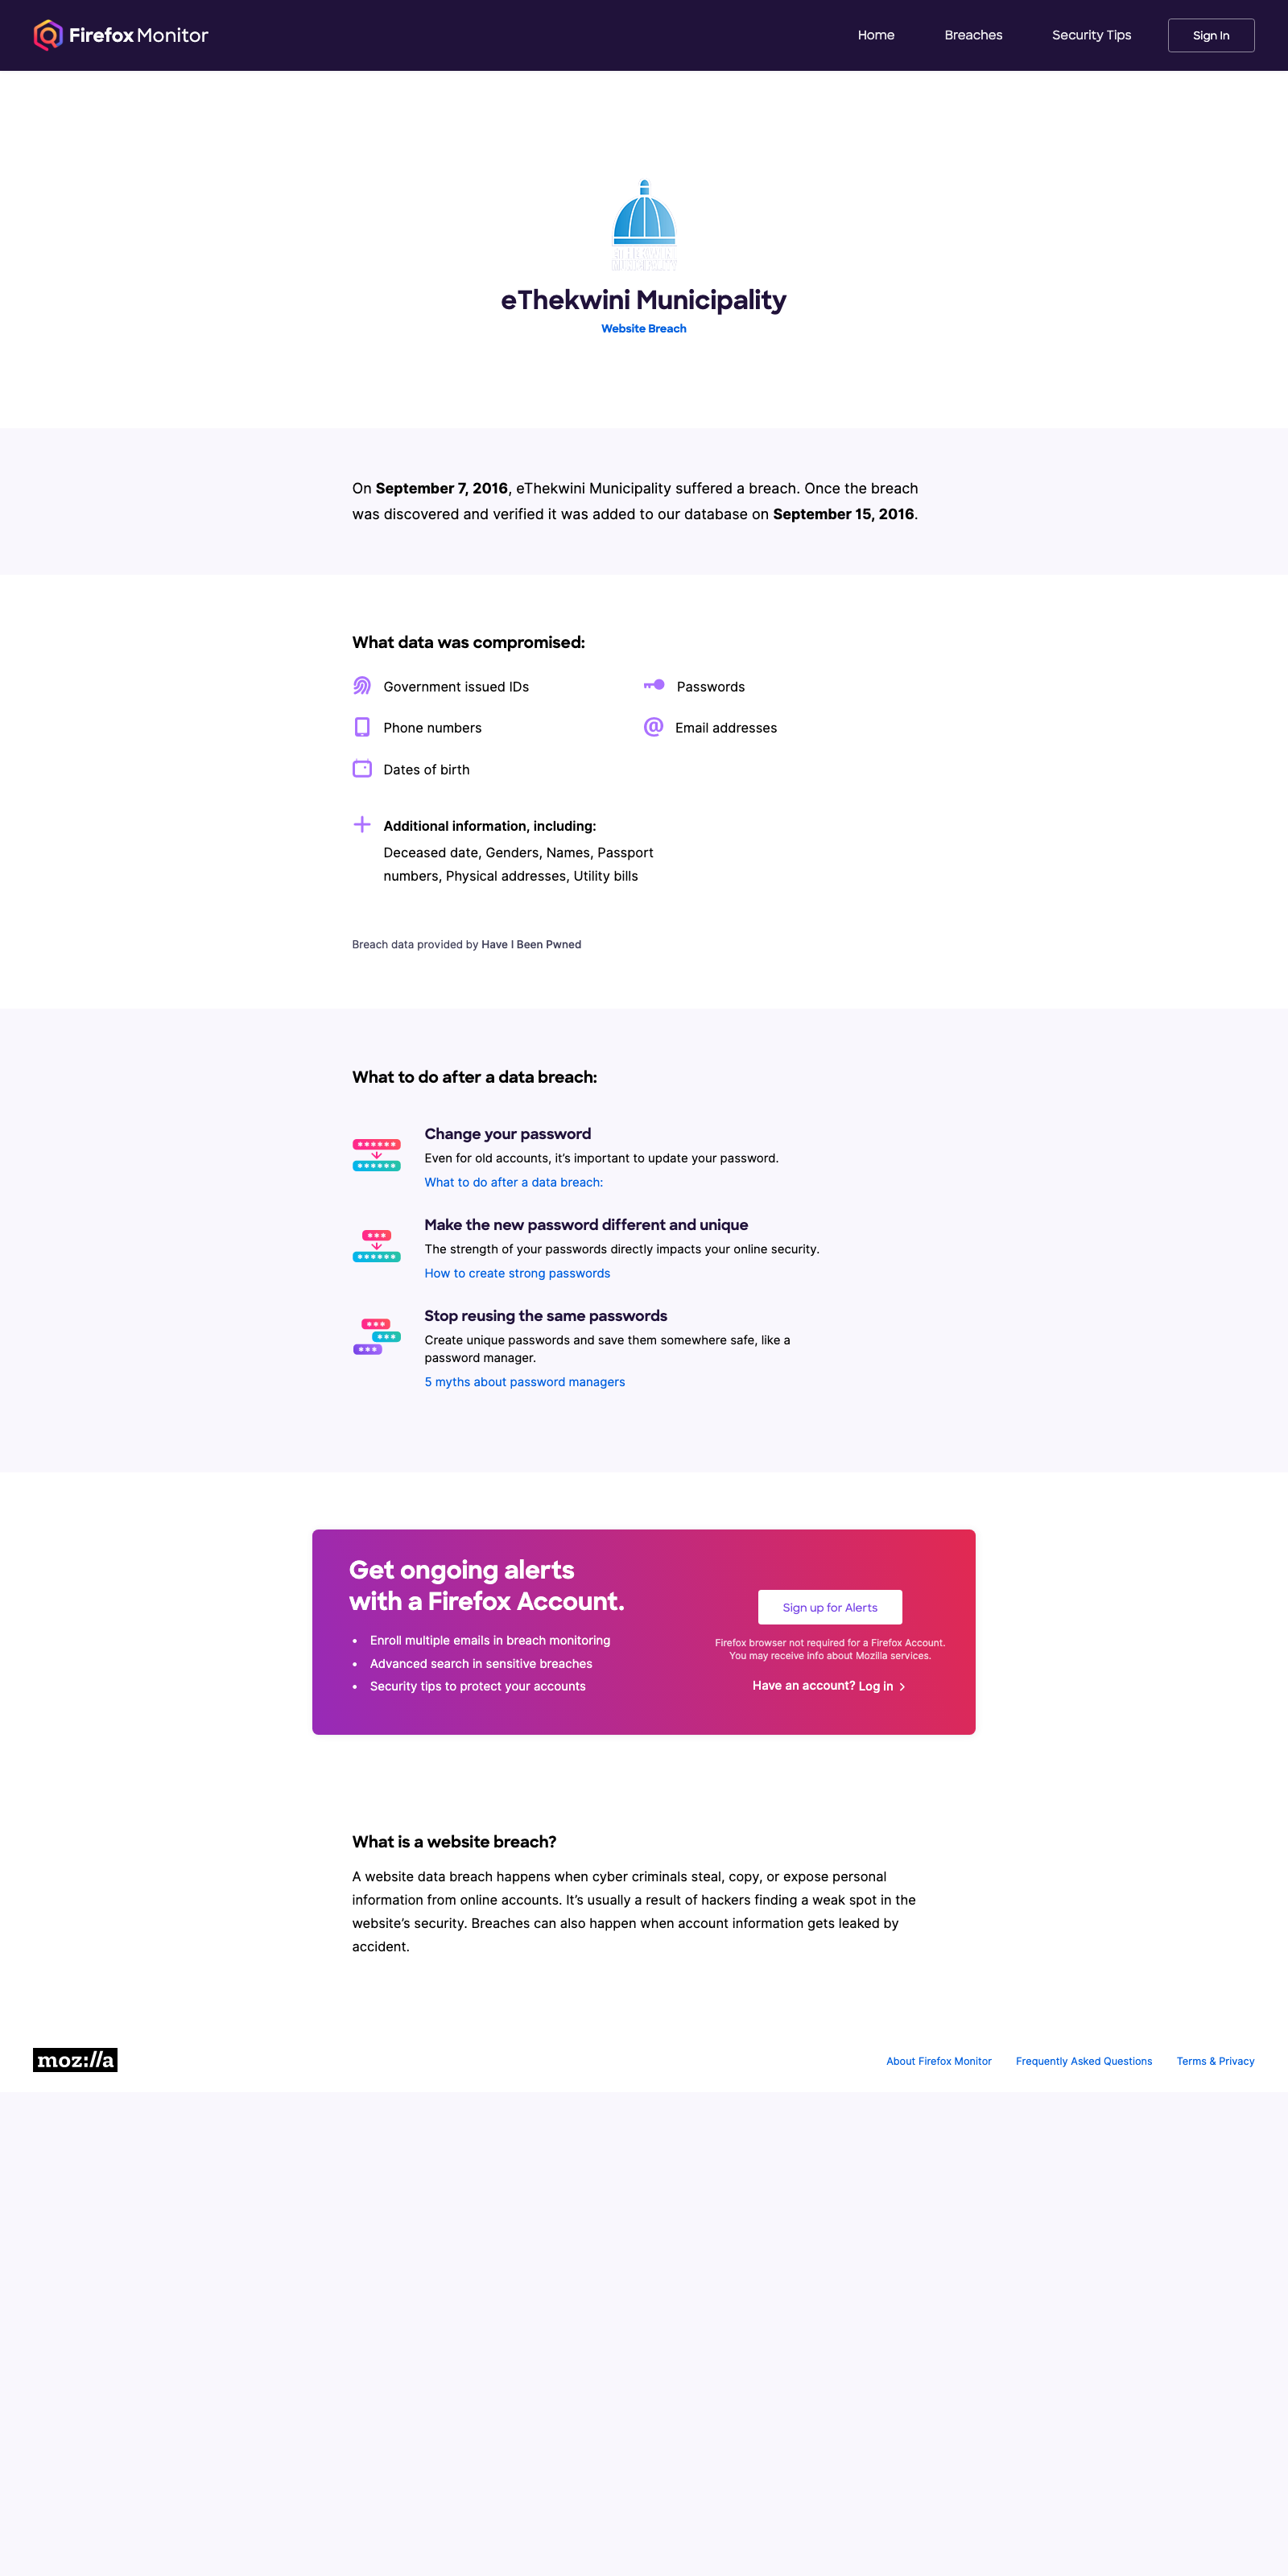 Firefox Monitor
Home
Breaches
Security Tips
Sign In
ETHEKWINI
MUNICIPALITY
eThekwini Municipality
Website Breach
On September 7, 2016, eThekwini Municipality suffered a breach. Once the breach
was discovered and verified it was added to our database on September 15, 2016.
What data was compromised:
Government issued IDs
Passwords
Phone numbers
Email addresses
Dates of birth
Additional information, including:
Deceased date, Genders, Names, Passport
numbers, Physical addresses, Utility bills
Breach data provided by Have I Been Pwned
What to do after a data breach:
Change your password
Even for old accounts, it’s important to update your password.
What to do after a data breach:
Make the new password different and unique
The strength of your passwords directly impacts your online security.
How to create strong passwords
Stop reusing the same passwords
Create unique passwords and save them somewhere safe, like a
password manager.
5 myths about password managers
Get ongoing alerts
with a Firefox Account.
• Enroll multiple emails in breach monitoring
• Advanced search in sensitive breaches
• Security tips to protect your accounts
Sign up for Alerts
Firefox browser not required for a Firefox Account.
You may receive info about Mozilla services.
Have an account? Log in
What is a website breach?
A website data breach happens when cyber criminals steal, copy, or expose personal
information from online accounts. It’s usually a result of hackers finding a weak spot in the
website’s security. Breaches can also happen when account information gets leaked by
accident.
moz://a
About Firefox Monitor
Frequently Asked Questions
Terms & Privacy